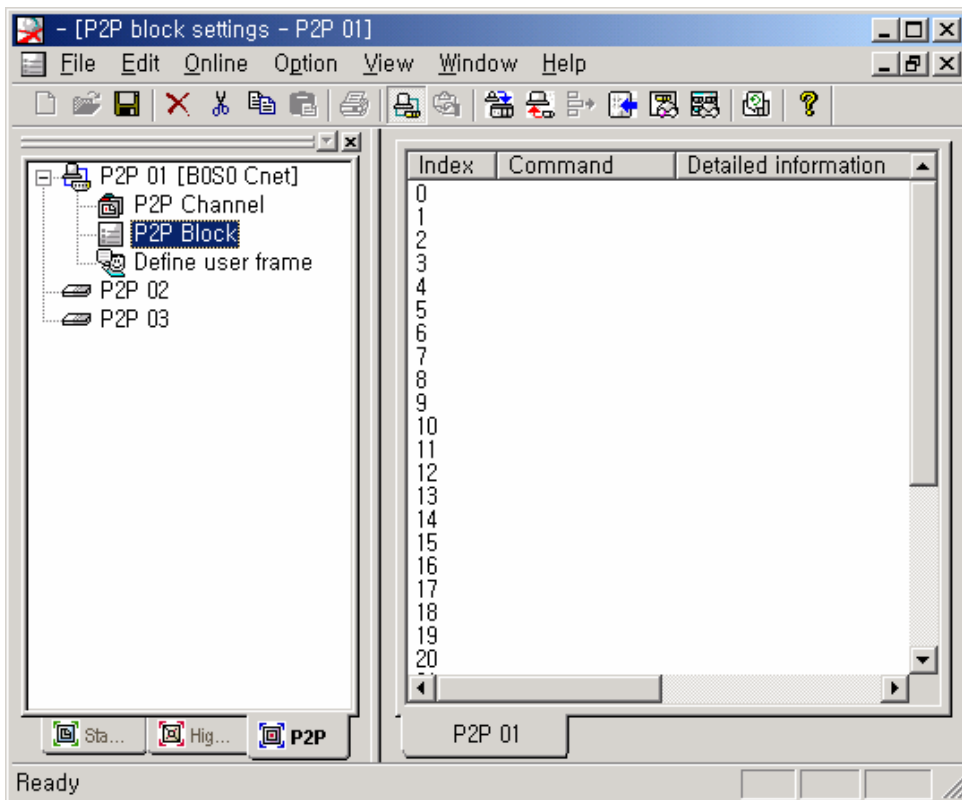 - [P2P block settings - P2P 01]
File Edit Online Option View Window Help
P2P 01 [B0S0 Cnet]
P2P Channel
P2P Block
Define user frame
P2P 02
P2P 03
Sta... Hig... P2P
Index Command Detailed information
0
1
2
3
4
5
6
7
8
9
10
11
12
13
14
15
16
17
18
19
20
P2P 01
Ready